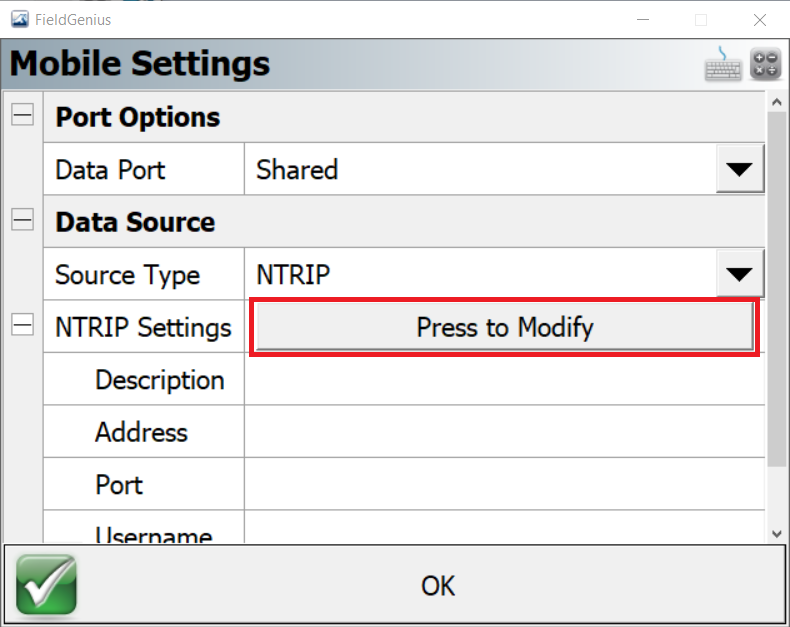 FieldGenius
Mobile Settings
Port Options
Data Port Shared
Data Source
Source Type NTRIP
NTRIP Settings Press to Modify
Description
Address
Port
Username
OK